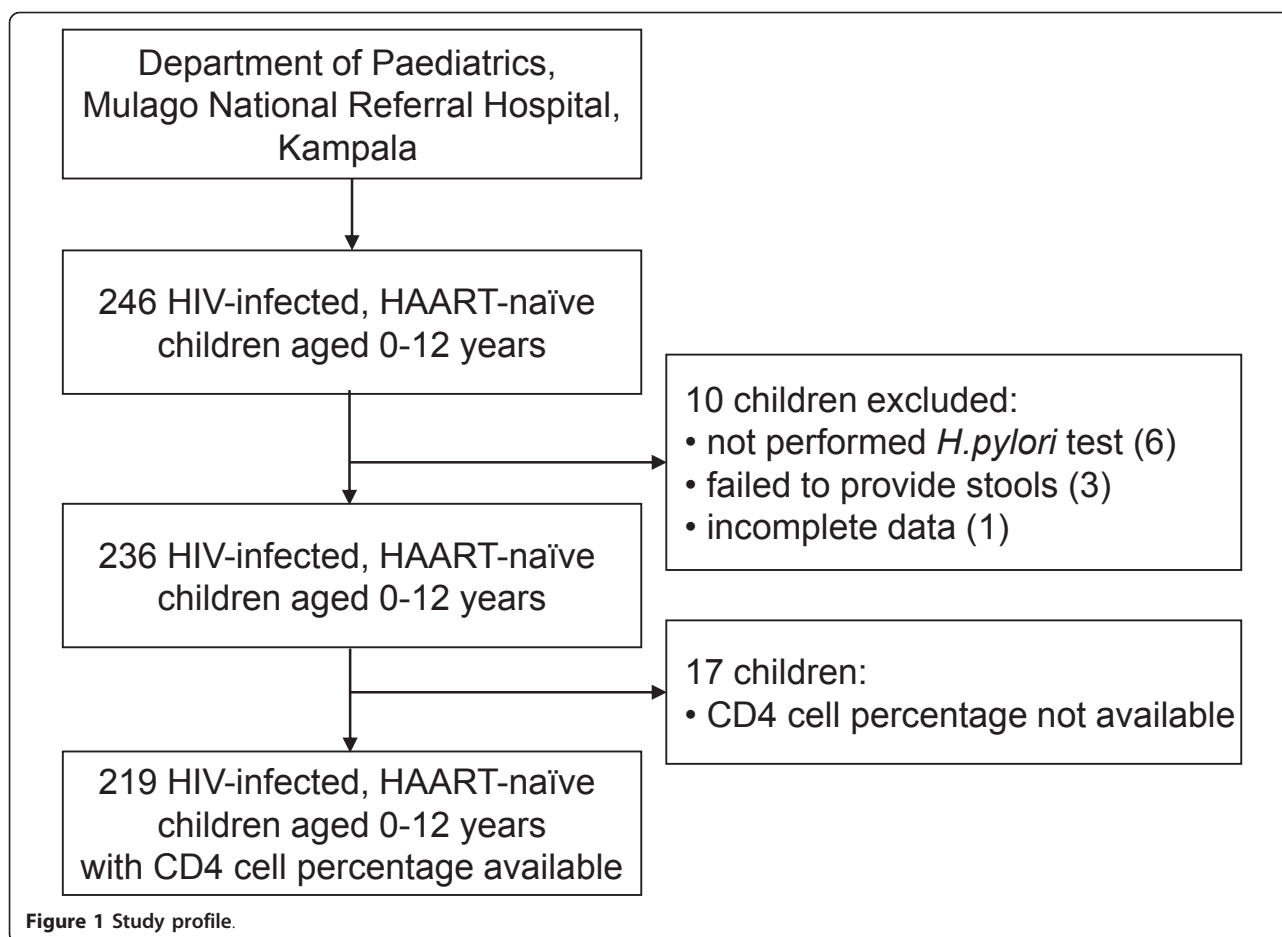 Department of Paediatrics,
Mulago National Referral Hospital,
Kampala
246 HIV-infected, HAART-naïve
children aged 0-12 years
10 children excluded:
• not performed H.pylori test (6)
• failed to provide stools (3)
• incomplete data (1)
236 HIV-infected, HAART-naïve
children aged 0-12 years
17 children:
• CD4 cell percentage not available
219 HIV-infected, HAART-naïve
children aged 0-12 years
with CD4 cell percentage available
Figure 1 Study profile.